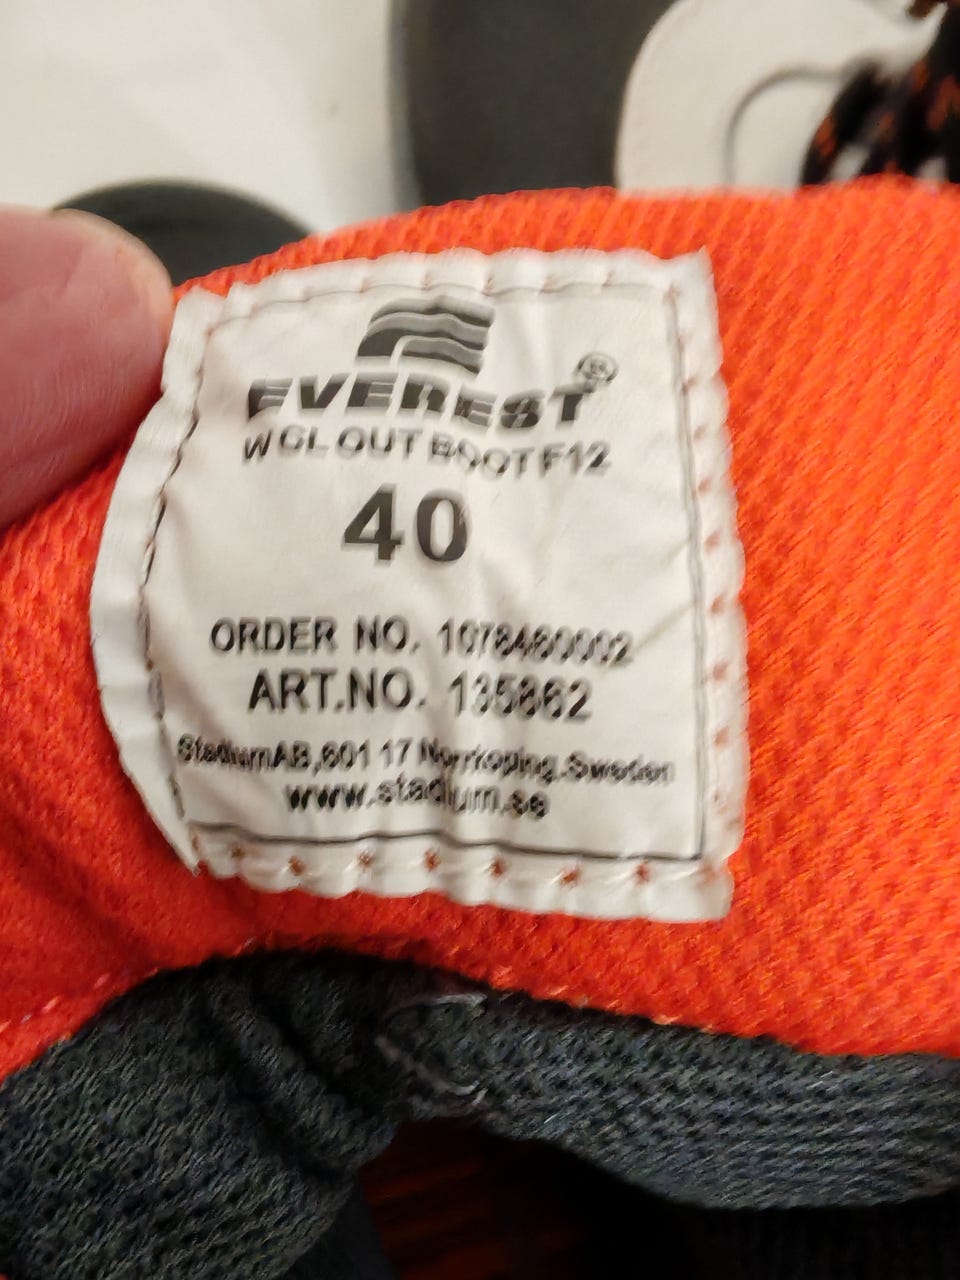 EVEREST®
W CL OUT BOOT F12
40
ORDER NO. 1078480002
ART.NO. 135862
StadiumAB,601 17 Norrkoping.Sweden
www.stadium.se